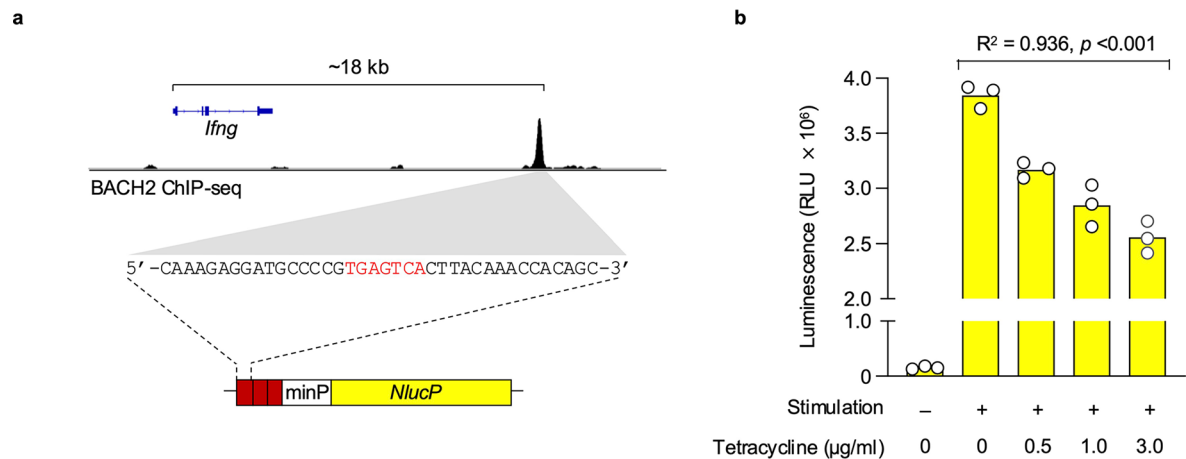 a
~18 kb
Ifng
BACH2 ChIP-seq
5′-CAAAGAGGATGCCCCGTGAGTCACTTACAAACCACAGC-3′
minP
NlucP
b
R² = 0.936, p <0.001
Luminescence (RLU × 10⁶)
4.0
3.5
3.0
2.5
2.0
1.0
0
Stimulation – + + + +
Tetracycline (µg/ml) 0 0 0.5 1.0 3.0